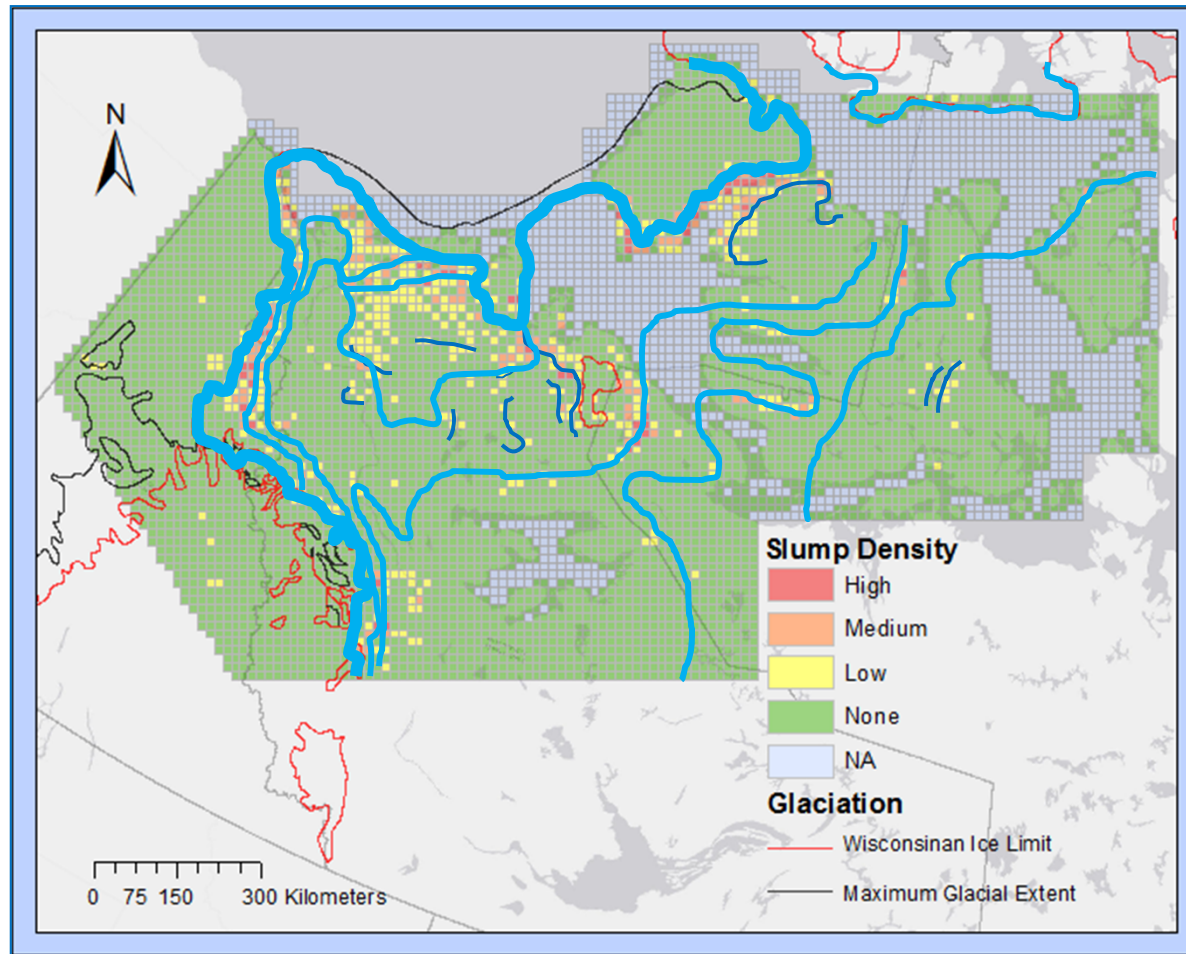 N
Slump Density
High
Medium
Low
None
NA
Glaciation
Wisconsinan Ice Limit
Maximum Glacial Extent
0 75 150 300 Kilometers